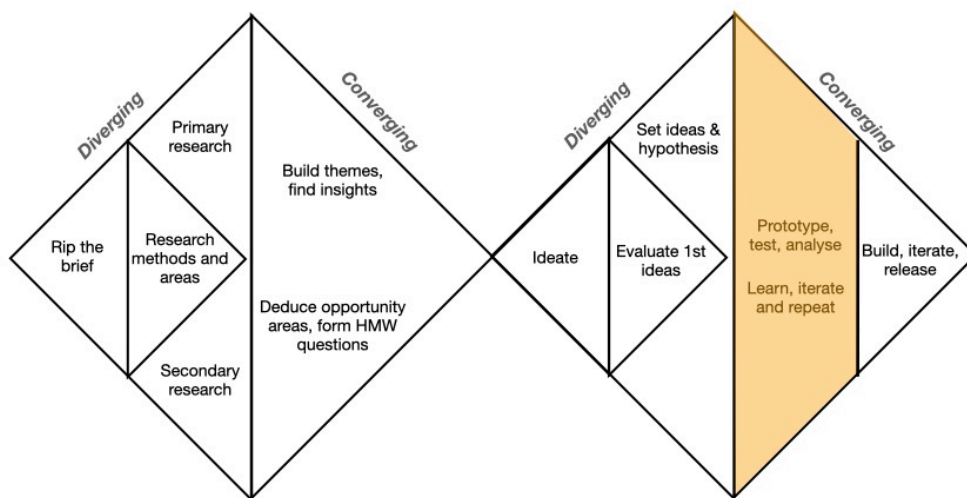 Diverging
Converging
Primary
research
Build themes,
find insights
Rip the
brief
Research
methods and
areas
Deduce opportunity
areas, form HMW
questions
Secondary
research
Diverging
Converging
Set ideas &
hypothesis
Ideate
Evaluate 1st
ideas
Prototype,
test, analyse
Learn, iterate
and repeat
Build, iterate,
release